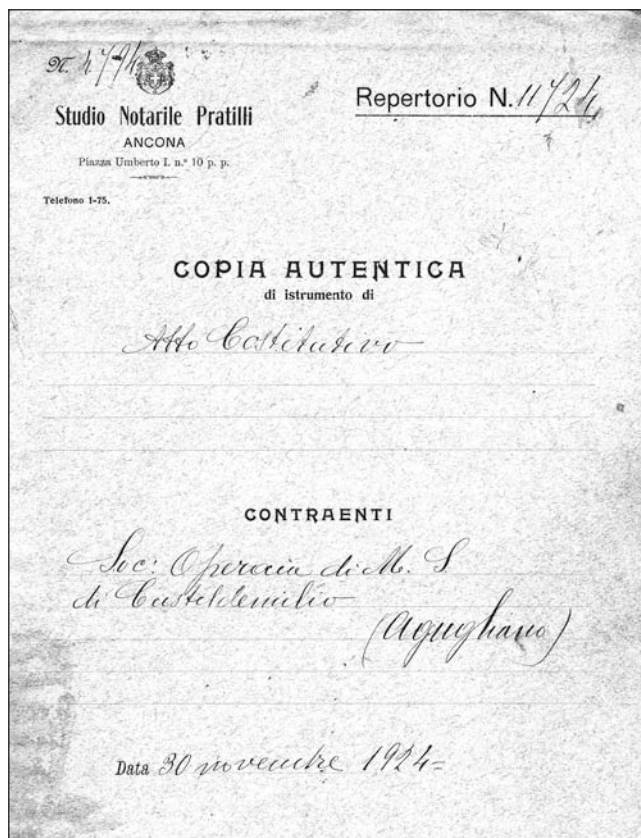 N. 4794
Studio Notarile Pratilli
ANCONA
Piazza Umberto I. n.º 10 p. p.
Telefono 1-75.
Repertorio N. 11724
COPIA AUTENTICA
di istrumento di
Atto Costitutivo
CONTRAENTI
Soc: Operaia di M. S
di Casteldemilio
(Agugliano)
Data 30 novembre 1924=